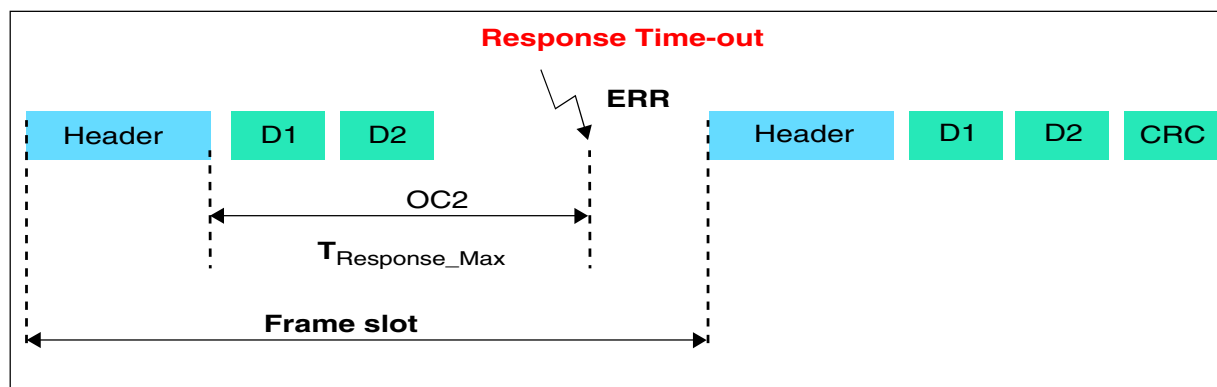 Response Time-out
ERR
Header D1 D2 Header D1 D2 CRC
OC2
TResponse_Max
Frame slot